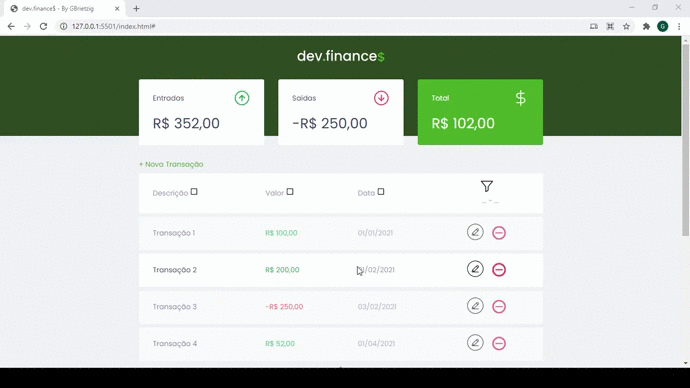 dev.finance$ - By GBrietzig
127.0.0.1:5501/index.html#
G
dev.finance$
Entradas
R$ 352,00
Saídas
-R$ 250,00
Total
$
R$ 102,00
+ Nova Transação
Descrição
Valor
Data
... - ...
Transação 1
R$ 100,00
01/01/2021
Transação 2
R$ 200,00
/02/2021
Transação 3
-R$ 250,00
03/02/2021
Transação 4
R$ 52,00
01/04/2021